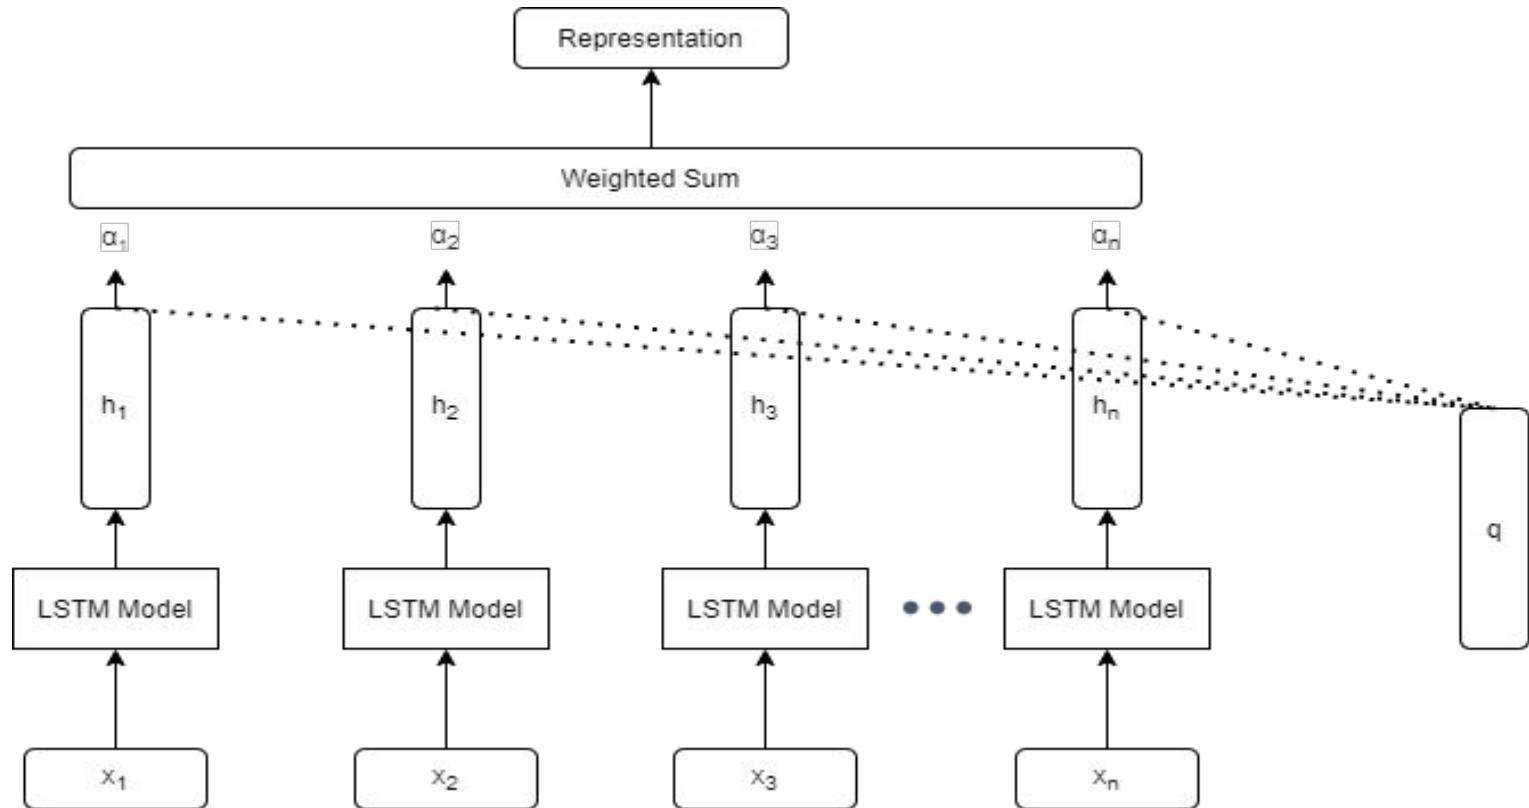 Representation
Weighted Sum
α₁ α₂ α₃ αₙ
h₁ h₂ h₃ hₙ
q
LSTM Model LSTM Model LSTM Model LSTM Model
x₁ x₂ x₃ xₙ